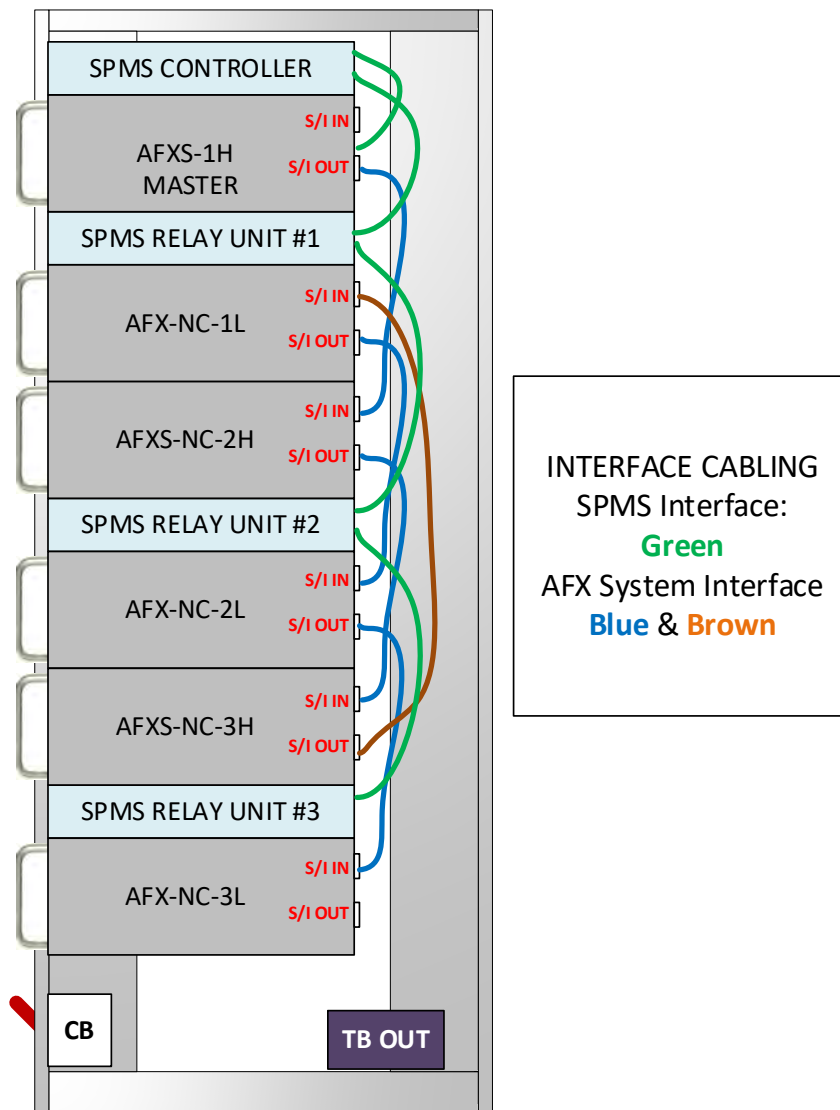 SPMS CONTROLLER
S/I IN
AFXS-1H
MASTER
S/I OUT
SPMS RELAY UNIT #1
S/I IN
AFX-NC-1L
S/I OUT
S/I IN
AFXS-NC-2H
S/I OUT
SPMS RELAY UNIT #2
S/I IN
AFX-NC-2L
S/I OUT
S/I IN
AFXS-NC-3H
S/I OUT
SPMS RELAY UNIT #3
S/I IN
AFX-NC-3L
S/I OUT
CB
TB OUT
INTERFACE CABLING
SPMS Interface:
Green
AFX System Interface
Blue & Brown